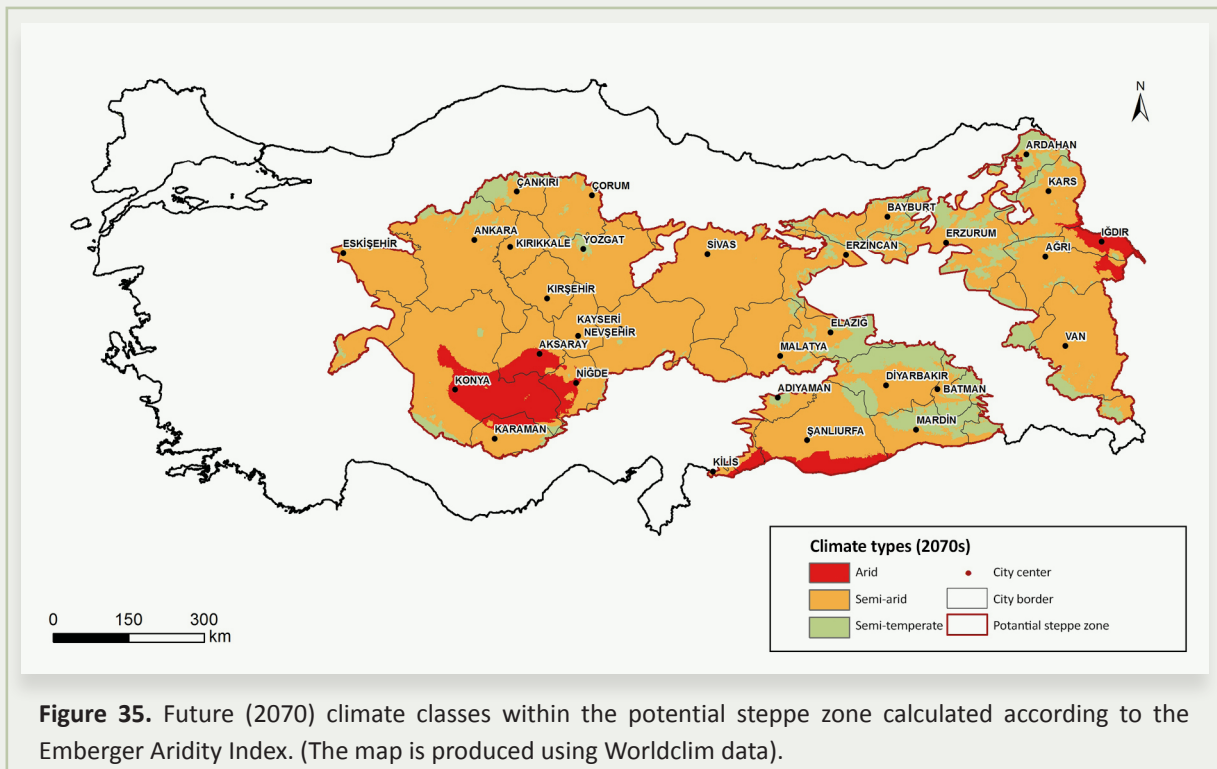 N
ARDAHAN
ÇANKIRI
ÇORUM
KARS
BAYBURT
ANKARA
KIRIKKALE
YOZGAT
ERZURUM
IĞDIR
ESKİŞEHİR
SİVAS
ERZİNCAN
AĞRI
KIRŞEHİR
KAYSERİ
NEVŞEHİR
ELAZIĞ
AKSARAY
MALATYA
VAN
KONYA
NİĞDE
DİYARBAKIR
BATMAN
ADIYAMAN
KARAMAN
ŞANLIURFA
MARDİN
KİLİS
Climate types (2070s)
Arid
City center
Semi-arid
City border
Semi-temperate
Potantial steppe zone
0 150 300
km
Figure 35. Future (2070) climate classes within the potential steppe zone calculated according to the
Emberger Aridity Index. (The map is produced using Worldclim data).